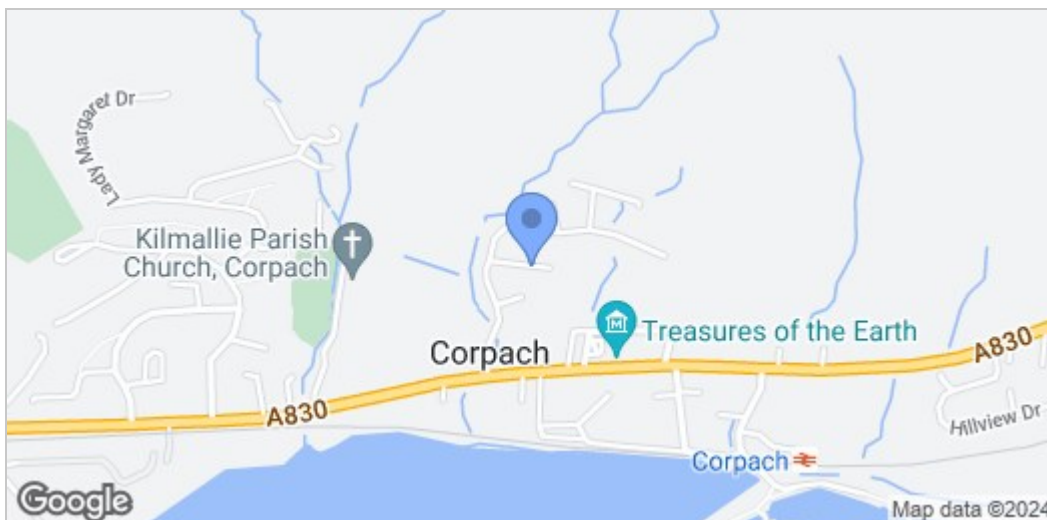 Lady Margaret Dr
Kilmallie Parish
Church, Corpach
Treasures of the Earth
Corpach
A830
A830
Hillview Dr
Corpach
Google
Map data ©2024